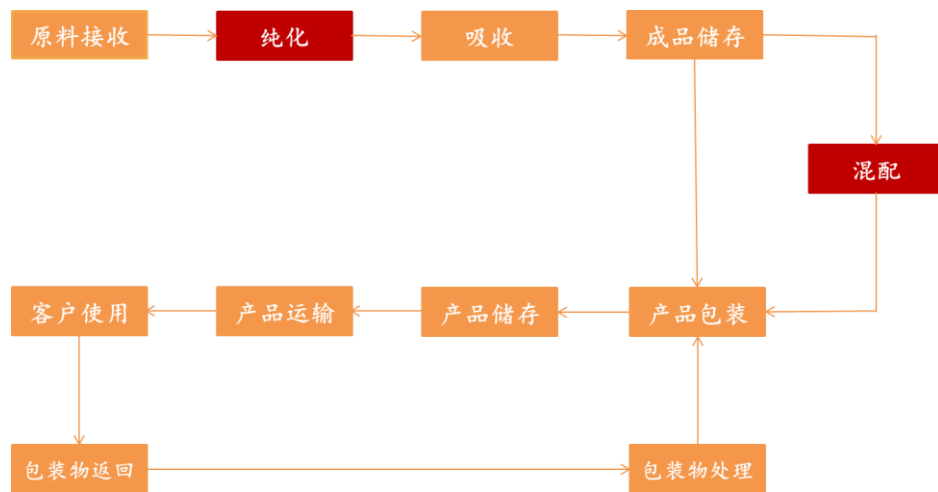 原料接收
纯化
吸收
成品储存
混配
客户使用
产品运输
产品储存
产品包装
包装物返回
包装物处理